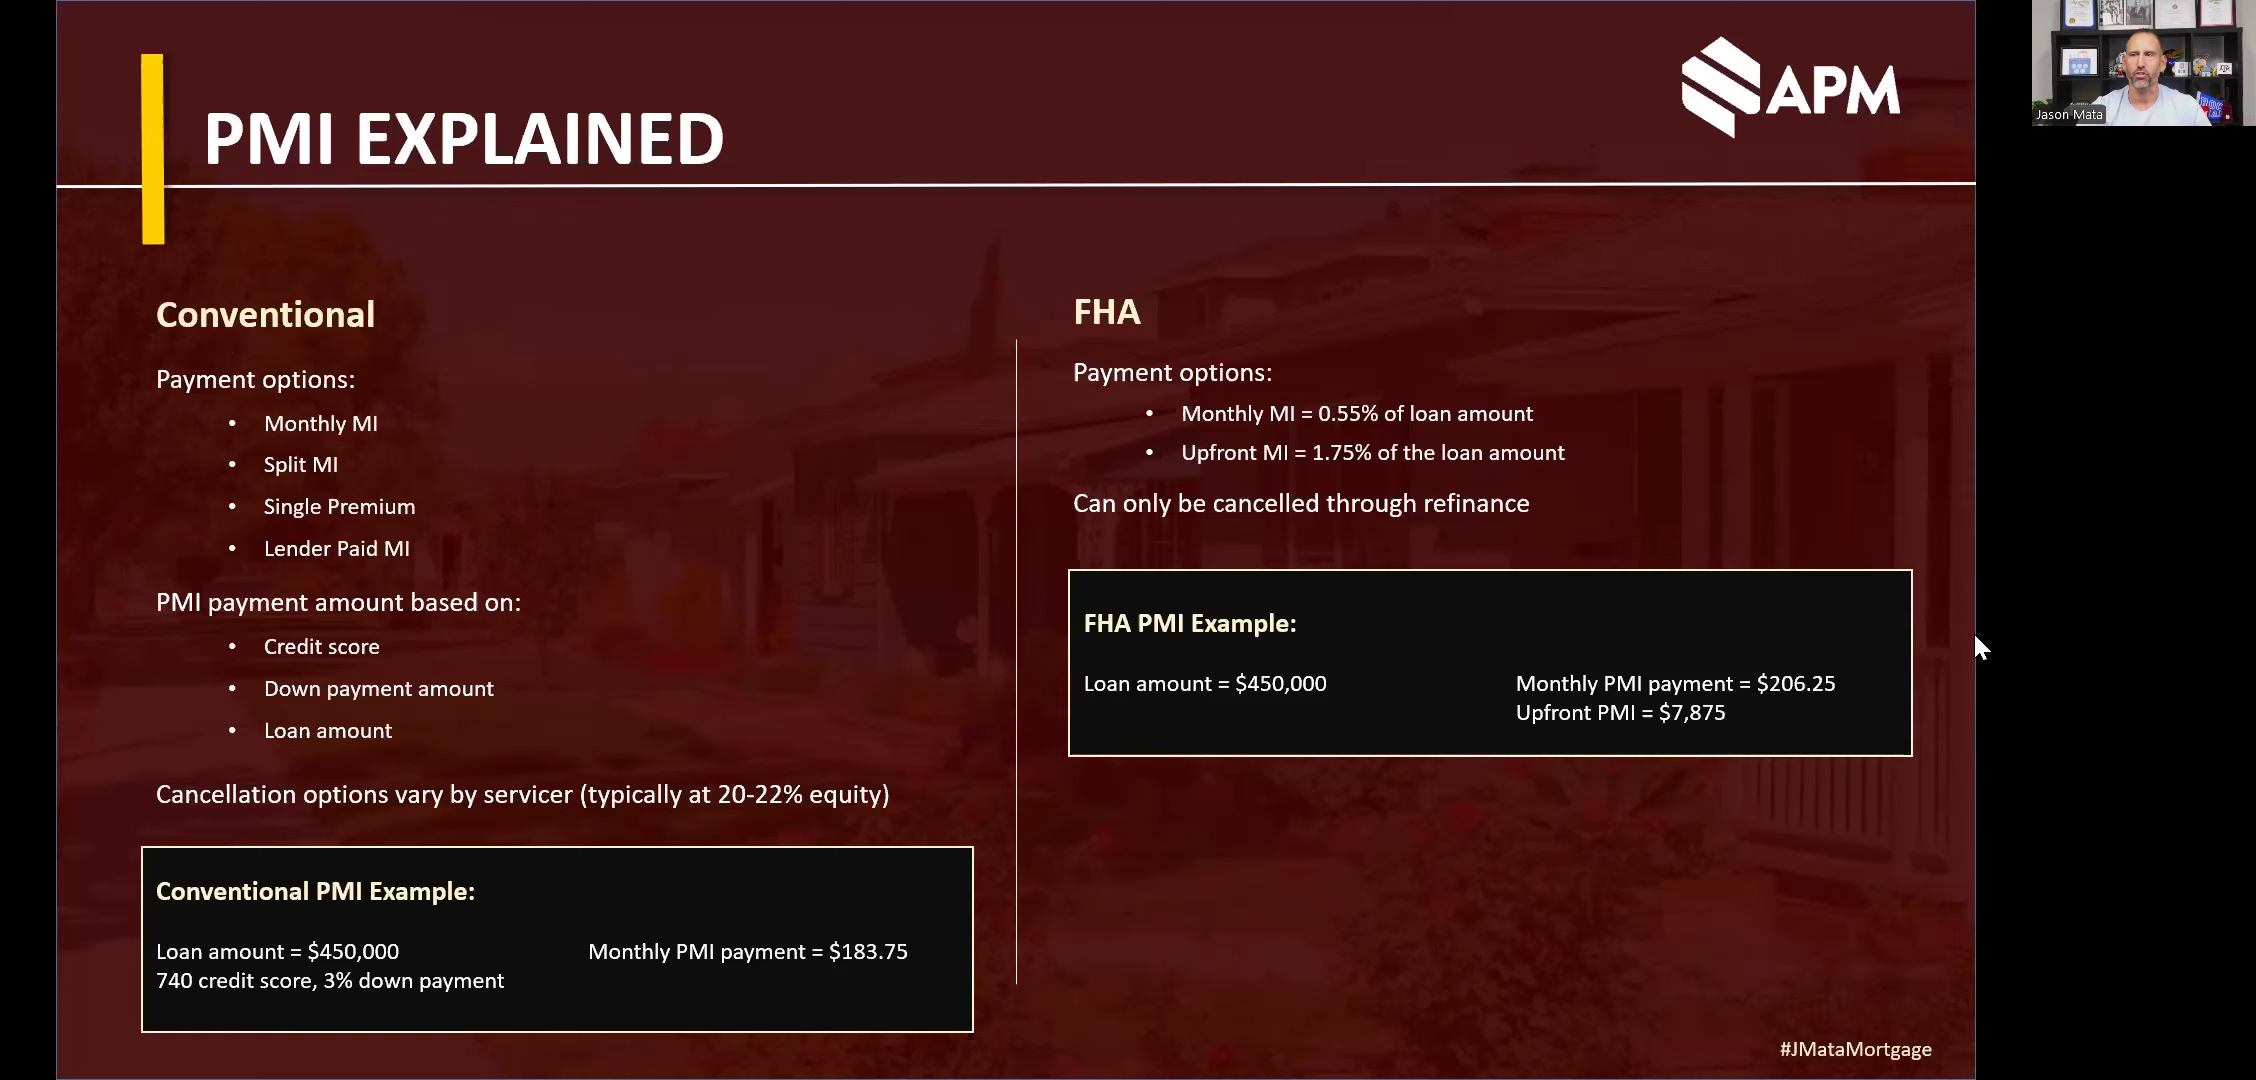 PMI EXPLAINED
APM
Jason Mata
Conventional
Payment options:
• Monthly MI
• Split MI
• Single Premium
• Lender Paid MI
PMI payment amount based on:
• Credit score
• Down payment amount
• Loan amount
Cancellation options vary by servicer (typically at 20-22% equity)
Conventional PMI Example:
Loan amount = $450,000
740 credit score, 3% down payment
Monthly PMI payment = $183.75
FHA
Payment options:
• Monthly MI = 0.55% of loan amount
• Upfront MI = 1.75% of the loan amount
Can only be cancelled through refinance
FHA PMI Example:
Loan amount = $450,000
Monthly PMI payment = $206.25
Upfront PMI = $7,875
#JMataMortgage